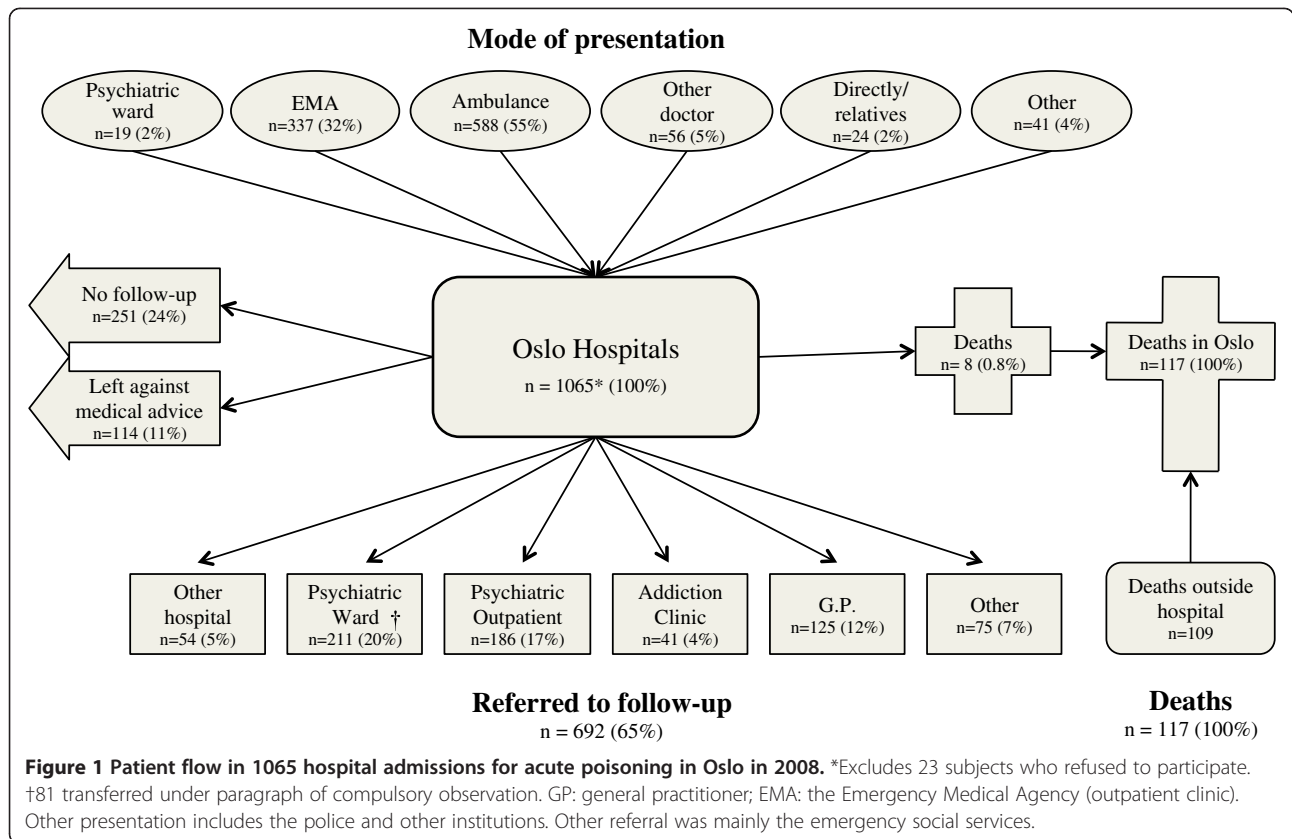 Mode of presentation
Psychiatric
ward
n=19 (2%)
EMA
n=337 (32%)
Ambulance
n=588 (55%)
Other
doctor
n=56 (5%)
Directly/
relatives
n=24 (2%)
Other
n=41 (4%)
No follow-up
n=251 (24%)
Left against
medical advice
n=114 (11%)
Oslo Hospitals
n = 1065* (100%)
Deaths
n= 8 (0.8%)
Deaths in Oslo
n=117 (100%)
Other
hospital
n=54 (5%)
Psychiatric
Ward †
n=211 (20%)
Psychiatric
Outpatient
n=186 (17%)
Addiction
Clinic
n=41 (4%)
G.P.
n=125 (12%)
Other
n=75 (7%)
Deaths outside
hospital
n=109
Referred to follow-up
n = 692 (65%)
Deaths
n = 117 (100%)
Figure 1 Patient flow in 1065 hospital admissions for acute poisoning in Oslo in 2008. *Excludes 23 subjects who refused to participate.
†81 transferred under paragraph of compulsory observation. GP: general practitioner; EMA: the Emergency Medical Agency (outpatient clinic).
Other presentation includes the police and other institutions. Other referral was mainly the emergency social services.